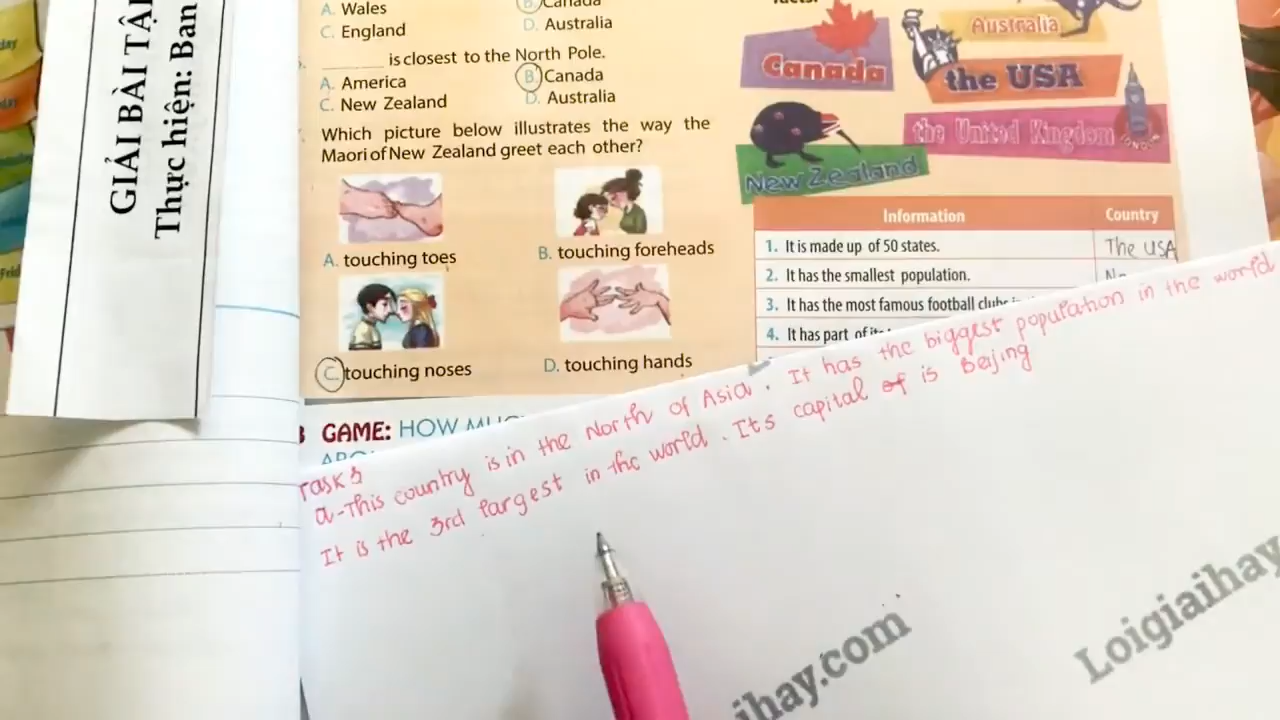 GIẢI BÀI TẬ
Thực hiện: Ban
A. Wales
B. Canada
C. England
D. Australia
is closest to the North Pole.
A. America
B. Canada
C. New Zealand
D. Australia
Which picture below illustrates the way the
Maori of New Zealand greet each other?
A. touching toes
B. touching foreheads
C. touching noses
D. touching hands
GAME: HOW
facts.
Canada
Australia
the USA
the United Kingdom
LONDON
New Zealand
Information Country
1. It is made up of 50 states. The USA
2. It has the smallest population.
3. It has the most famous football clubs
4. It has part of
Task 3
a-This country is in the North of Asia. It has the biggest population in the world
It is the 3rd largest in the world. Its capital of is Beijing
ihay.com
Loigiaihay